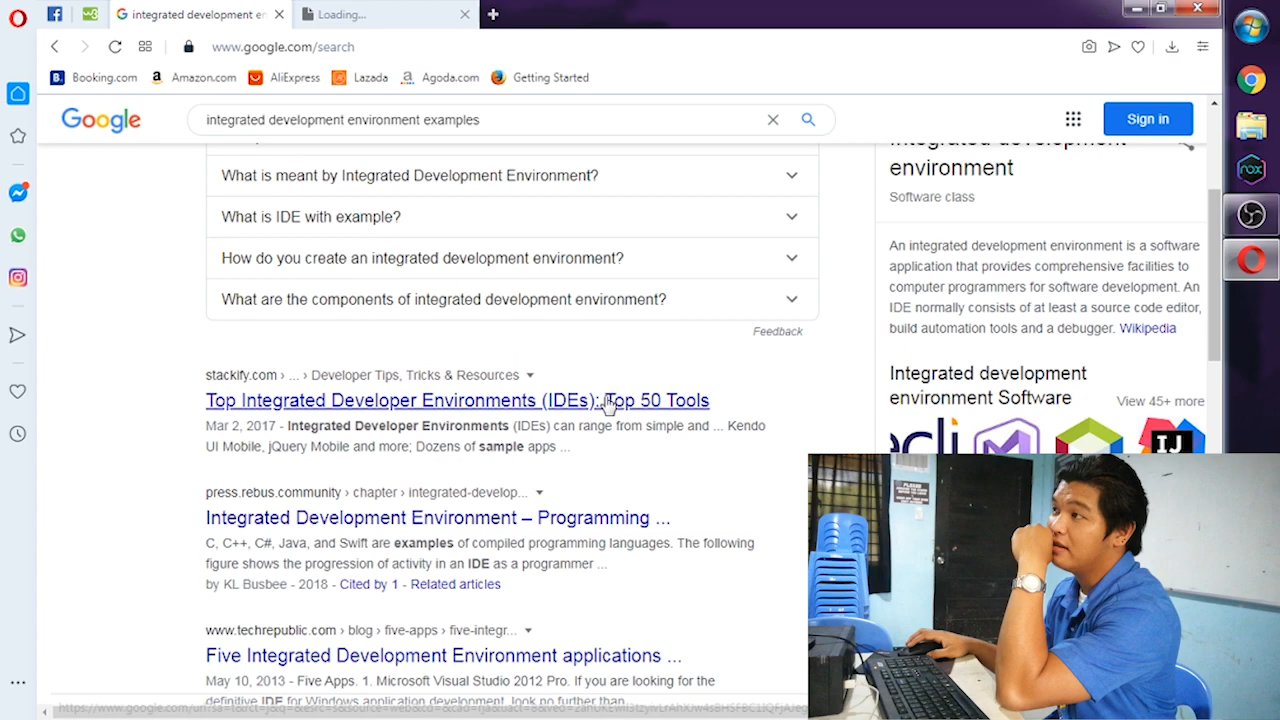 integrated development er
Loading...
www.google.com/search
Booking.com
Amazon.com
AliExpress
Lazada
Agoda.com
Getting Started
Google
integrated development environment examples
Sign in
What is meant by Integrated Development Environment?
What is IDE with example?
How do you create an integrated development environment?
What are the components of integrated development environment?
Feedback
stackify.com › ... › Developer Tips, Tricks & Resources
Top Integrated Developer Environments (IDEs): Top 50 Tools
Mar 2, 2017 - Integrated Developer Environments (IDEs) can range from simple and ... Kendo
UI Mobile, jQuery Mobile and more; Dozens of sample apps ...
press.rebus.community › chapter › integrated-develop...
Integrated Development Environment – Programming ...
C, C++, C#, Java, and Swift are examples of compiled programming languages. The following
figure shows the progression of activity in an IDE as a programmer ...
by KL Busbee - 2018 - Cited by 1 - Related articles
www.techrepublic.com › blog › five-apps › five-integr...
Five Integrated Development Environment applications ...
May 10, 2013 - Five Apps. 1. Microsoft Visual Studio 2012 Pro. If you are looking for the
definitive IDE for Windows application development, look no further than
integrated development
environment
Software class
An integrated development environment is a software
application that provides comprehensive facilities to
computer programmers for software development. An
IDE normally consists of at least a source code editor,
build automation tools and a debugger. Wikipedia
Integrated development
environment Software
View 45+ more
ecli
IJ
nox
PLEASE